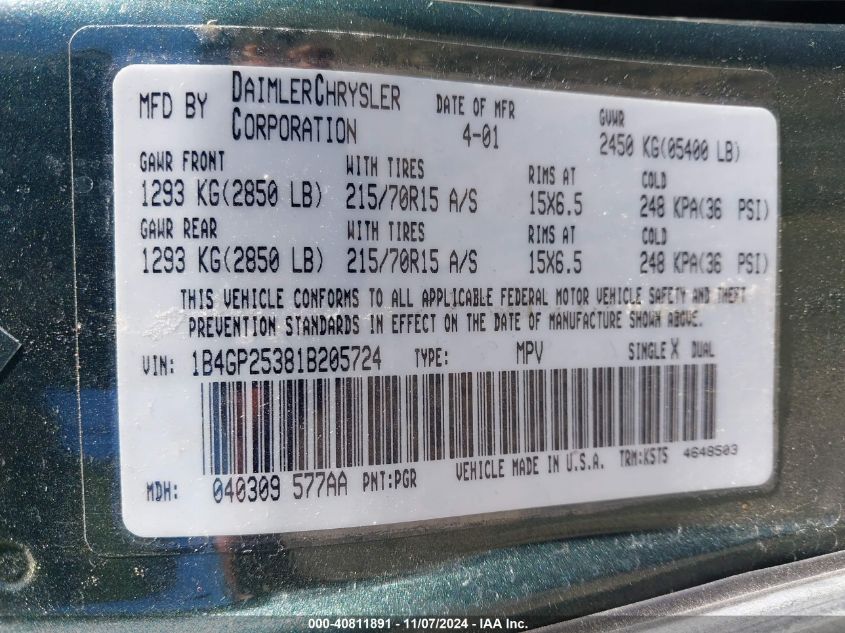 MFD BY DAIMLERCHRYSLER CORPORATION DATE OF MFR 4-01 GVWR 2450 KG(05400 LB)
GAWR FRONT WITH TIRES RIMS AT COLD
1293 KG(2850 LB) 215/70R15 A/S 15X6.5 248 KPA(36 PSI)
GAWR REAR WITH TIRES RIMS AT COLD
1293 KG(2850 LB) 215/70R15 A/S 15X6.5 248 KPA(36 PSI)
THIS VEHICLE CONFORMS TO ALL APPLICABLE FEDERAL MOTOR VEHICLE SAFETY AND THEFT
PREVENTION STANDARDS IN EFFECT ON THE DATE OF MANUFACTURE SHOWN ABOVE.
VIN: 1B4GP25381B205724 TYPE: MPV SINGLE X DUAL
MDH: 040309 577AA PNT:PGR VEHICLE MADE IN U.S.A. TRM:KSTS 4648503
000-40811891 - 11/07/2024 - IAA Inc.